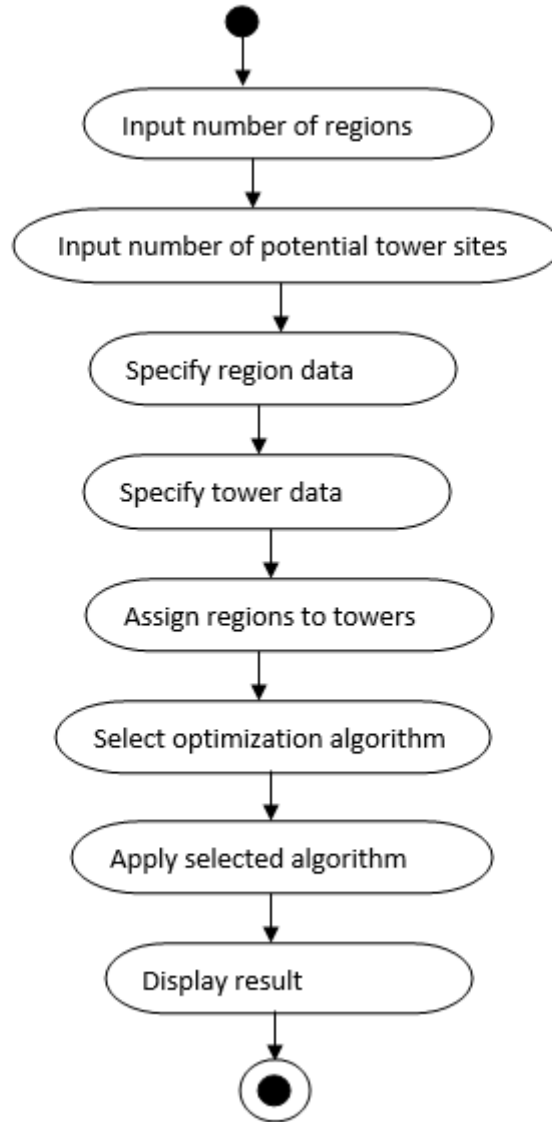 Input number of regions
Input number of potential tower sites
Specify region data
Specify tower data
Assign regions to towers
Select optimization algorithm
Apply selected algorithm
Display result